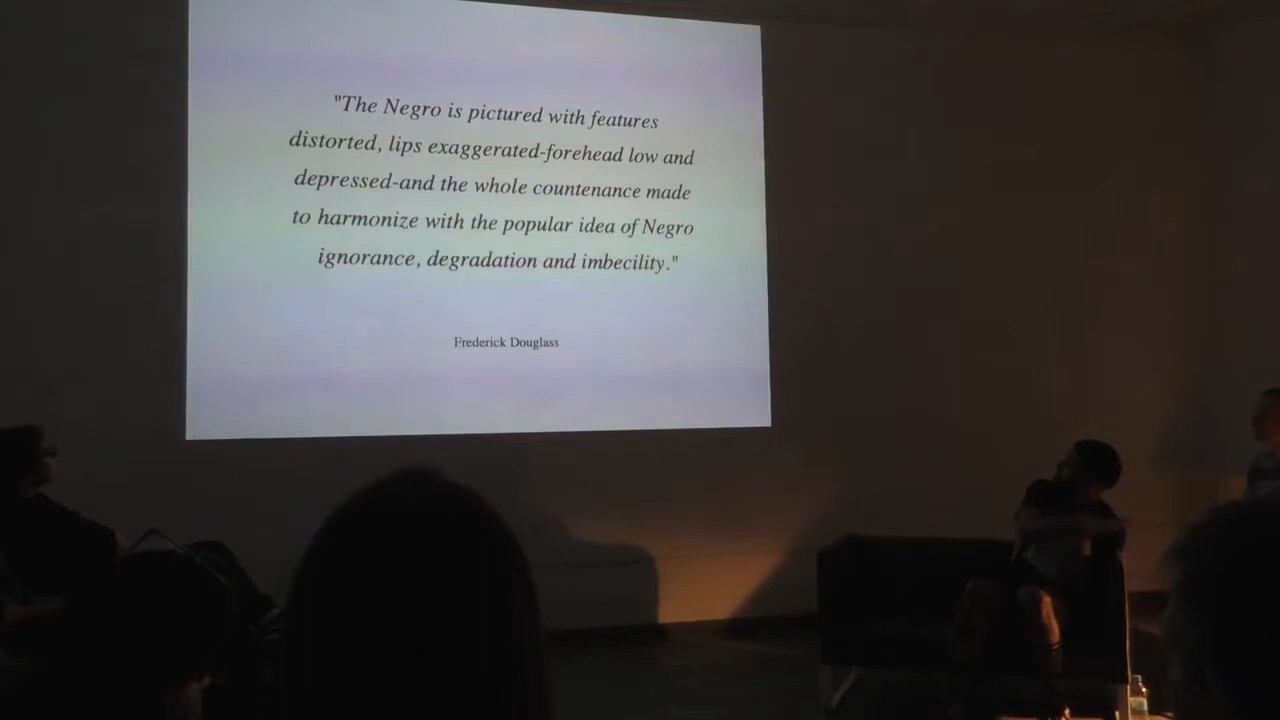 "The Negro is pictured with features
distorted, lips exaggerated-forehead low and
depressed-and the whole countenance made
to harmonize with the popular idea of Negro
ignorance, degradation and imbecility."
Frederick Douglass